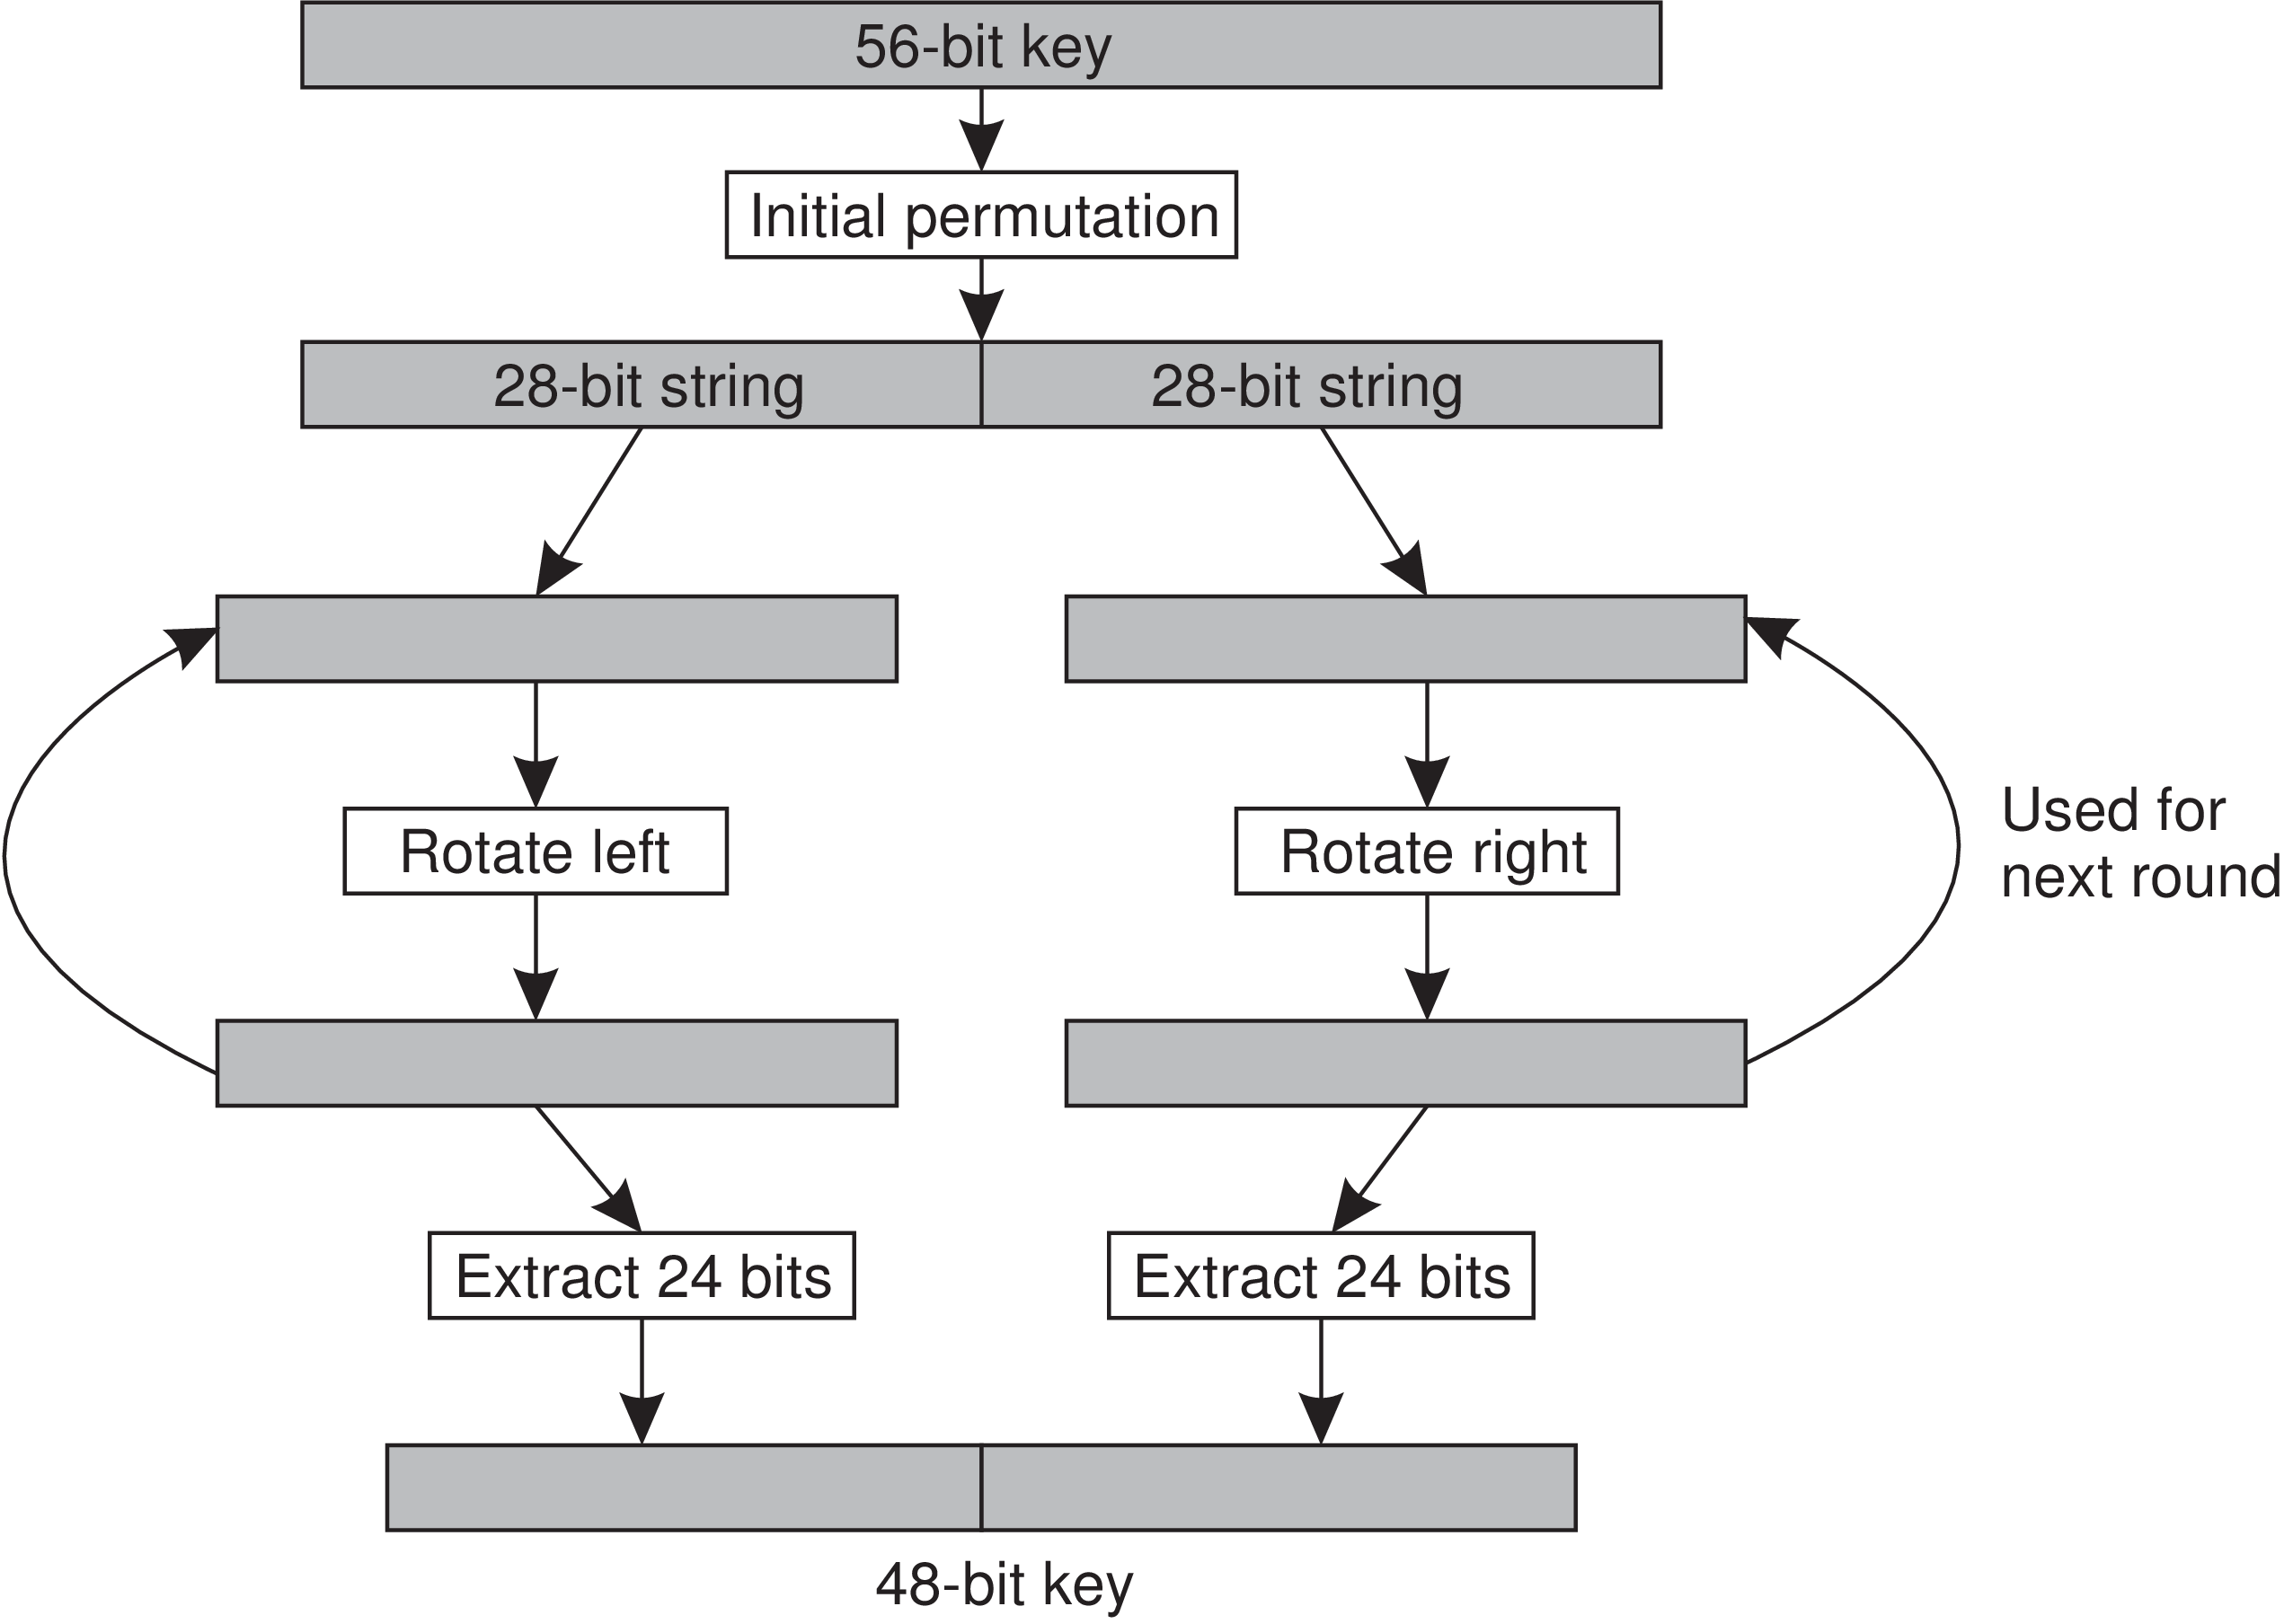 56-bit key
Initial permutation
28-bit string
28-bit string
Rotate left
Rotate right
Used for
next round
Extract 24 bits
Extract 24 bits
48-bit key